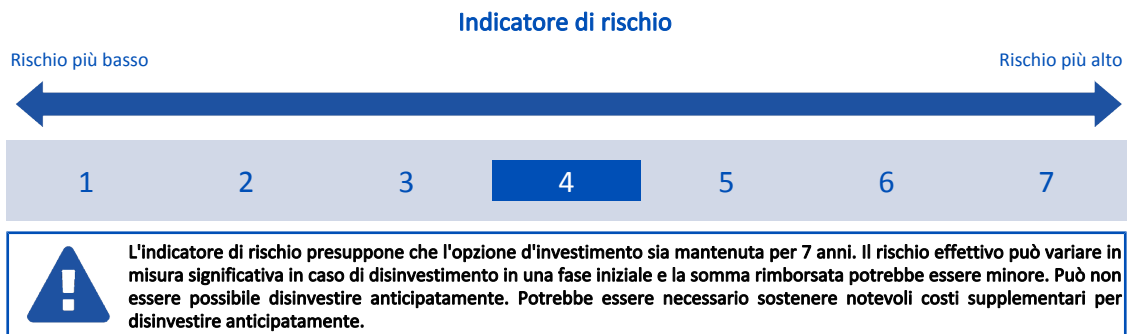 Indicatore di rischio
Rischio più basso Rischio più alto
1 2 3 4 5 6 7
L'indicatore di rischio presuppone che l'opzione d'investimento sia mantenuta per 7 anni. Il rischio effettivo può variare in
misura significativa in caso di disinvestimento in una fase iniziale e la somma rimborsata potrebbe essere minore. Può non
essere possibile disinvestire anticipatamente. Potrebbe essere necessario sostenere notevoli costi supplementari per
disinvestire anticipatamente.